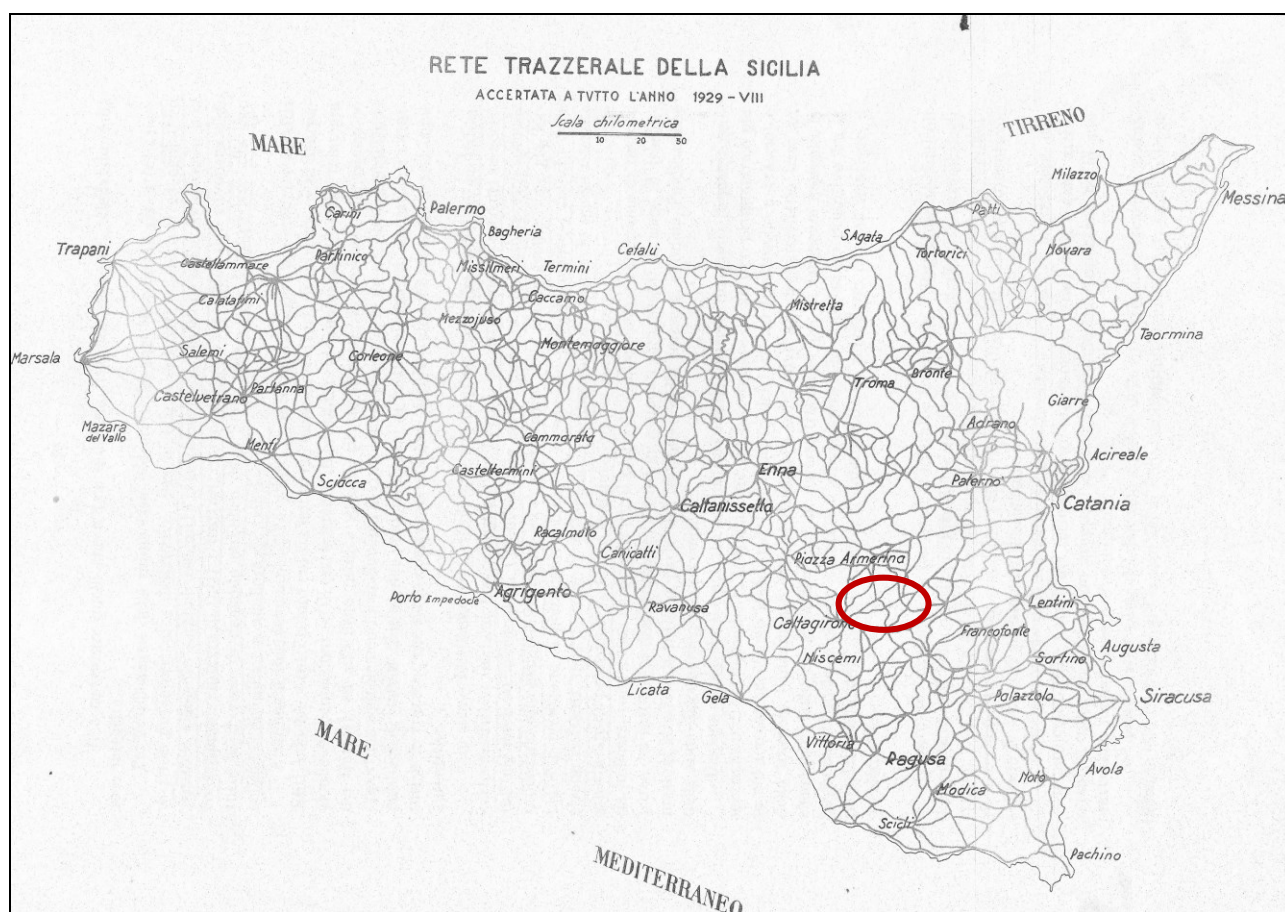 RETE TRAZZERALE DELLA SICILIA
ACCERTATA A TVTTO L'ANNO 1929-VIII
Scala chilometrica
10 20 50
MARE
TIRRENO
Milazzo
Messina
Patti
Carini
Palermo
Bagheria
Cefalù
S.Agata
Tortorici
Novara
Trapani
Castellammare
Partinico
Missilmeri
Termini
Calatafimi
Caccamo
Mistretta
Mezzojuso
Taormina
Marsala
Salemi
Corleone
Montemaggiore
Troina
Bronte
Castelvetrano
Partanna
Giarre
Mazara
del Vallo
Menfi
Cammarata
Adrano
Acireale
Sciacca
Casteltermini
Enna
Paterno
Caltanissetta
Catania
Racalmuto
Canicatti
Piazza Armerina
Porto Empedocle
Agrigento
Ravanusa
Caltagirone
Lentini
Francofonte
Augusta
Niscemi
Sortino
Licata
Gela
Palazzolo
Siracusa
MARE
Vittoria
Ragusa
Noto
Avola
Modica
Scicli
Pachino
MEDITERRANEO